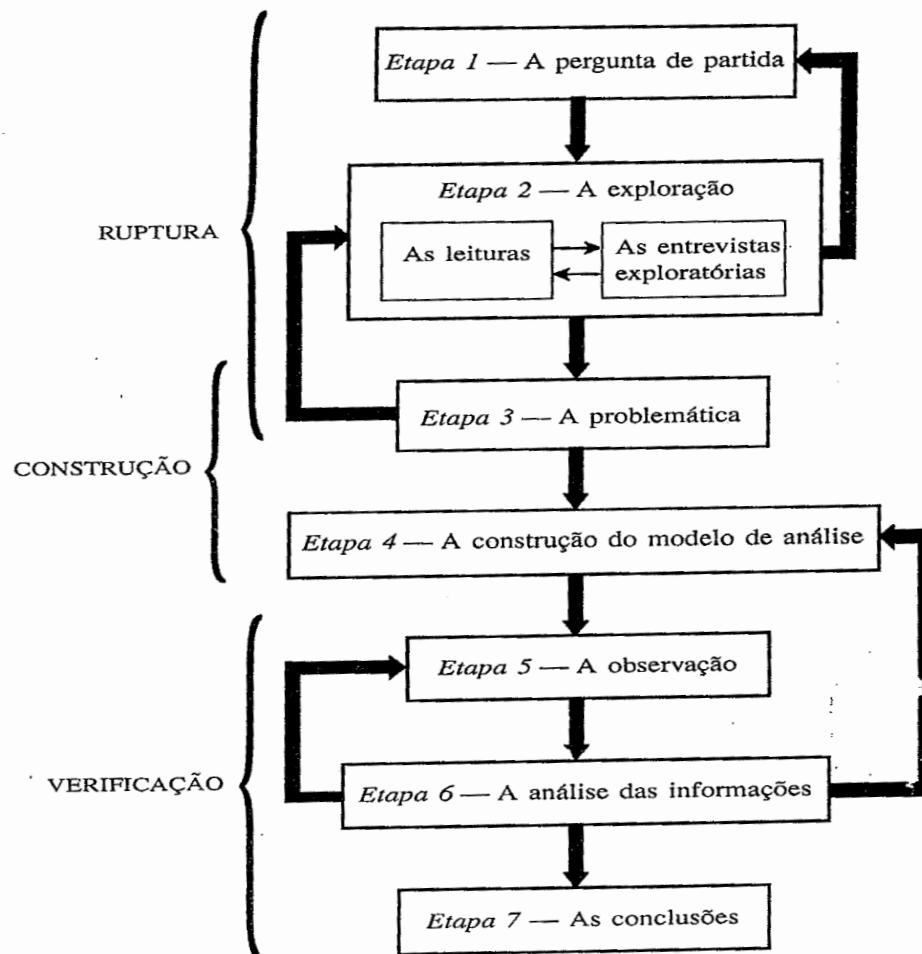 Etapa 1 — A pergunta de partida
Etapa 2 — A exploração
RUPTURA
As leituras
As entrevistas
exploratórias
Etapa 3 — A problemática
CONSTRUÇÃO
Etapa 4 — A construção do modelo de análise
Etapa 5 — A observação
VERIFICAÇÃO
Etapa 6 — A análise das informações
Etapa 7 — As conclusões